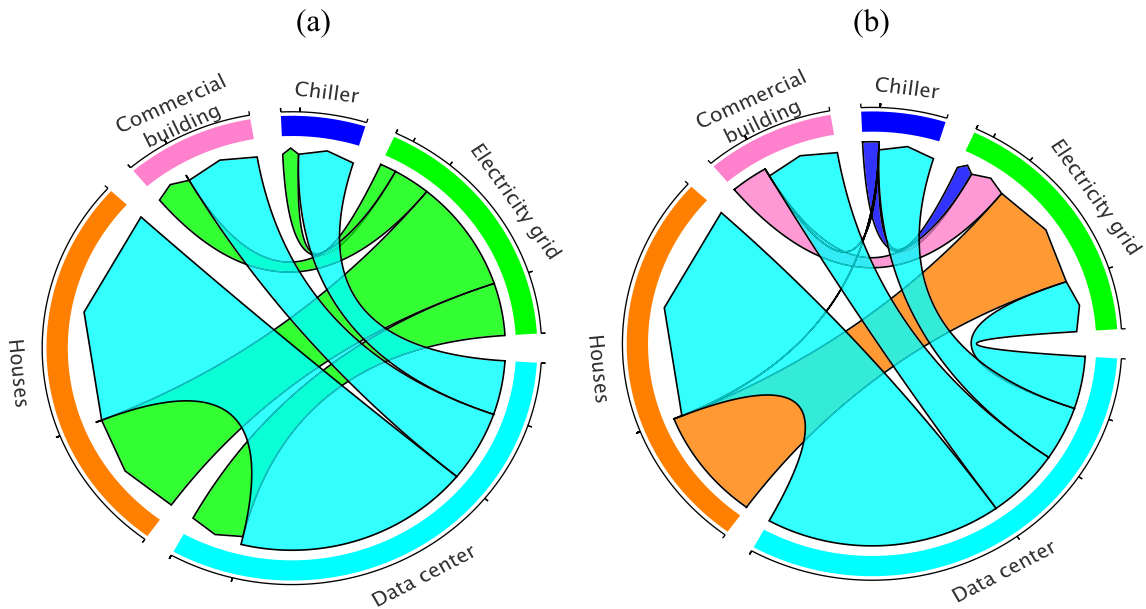 (a)
Commercial
building
Chiller
Electricity grid
Houses
Data center
(b)
Commercial
building
Chiller
Electricity grid
Houses
Data center